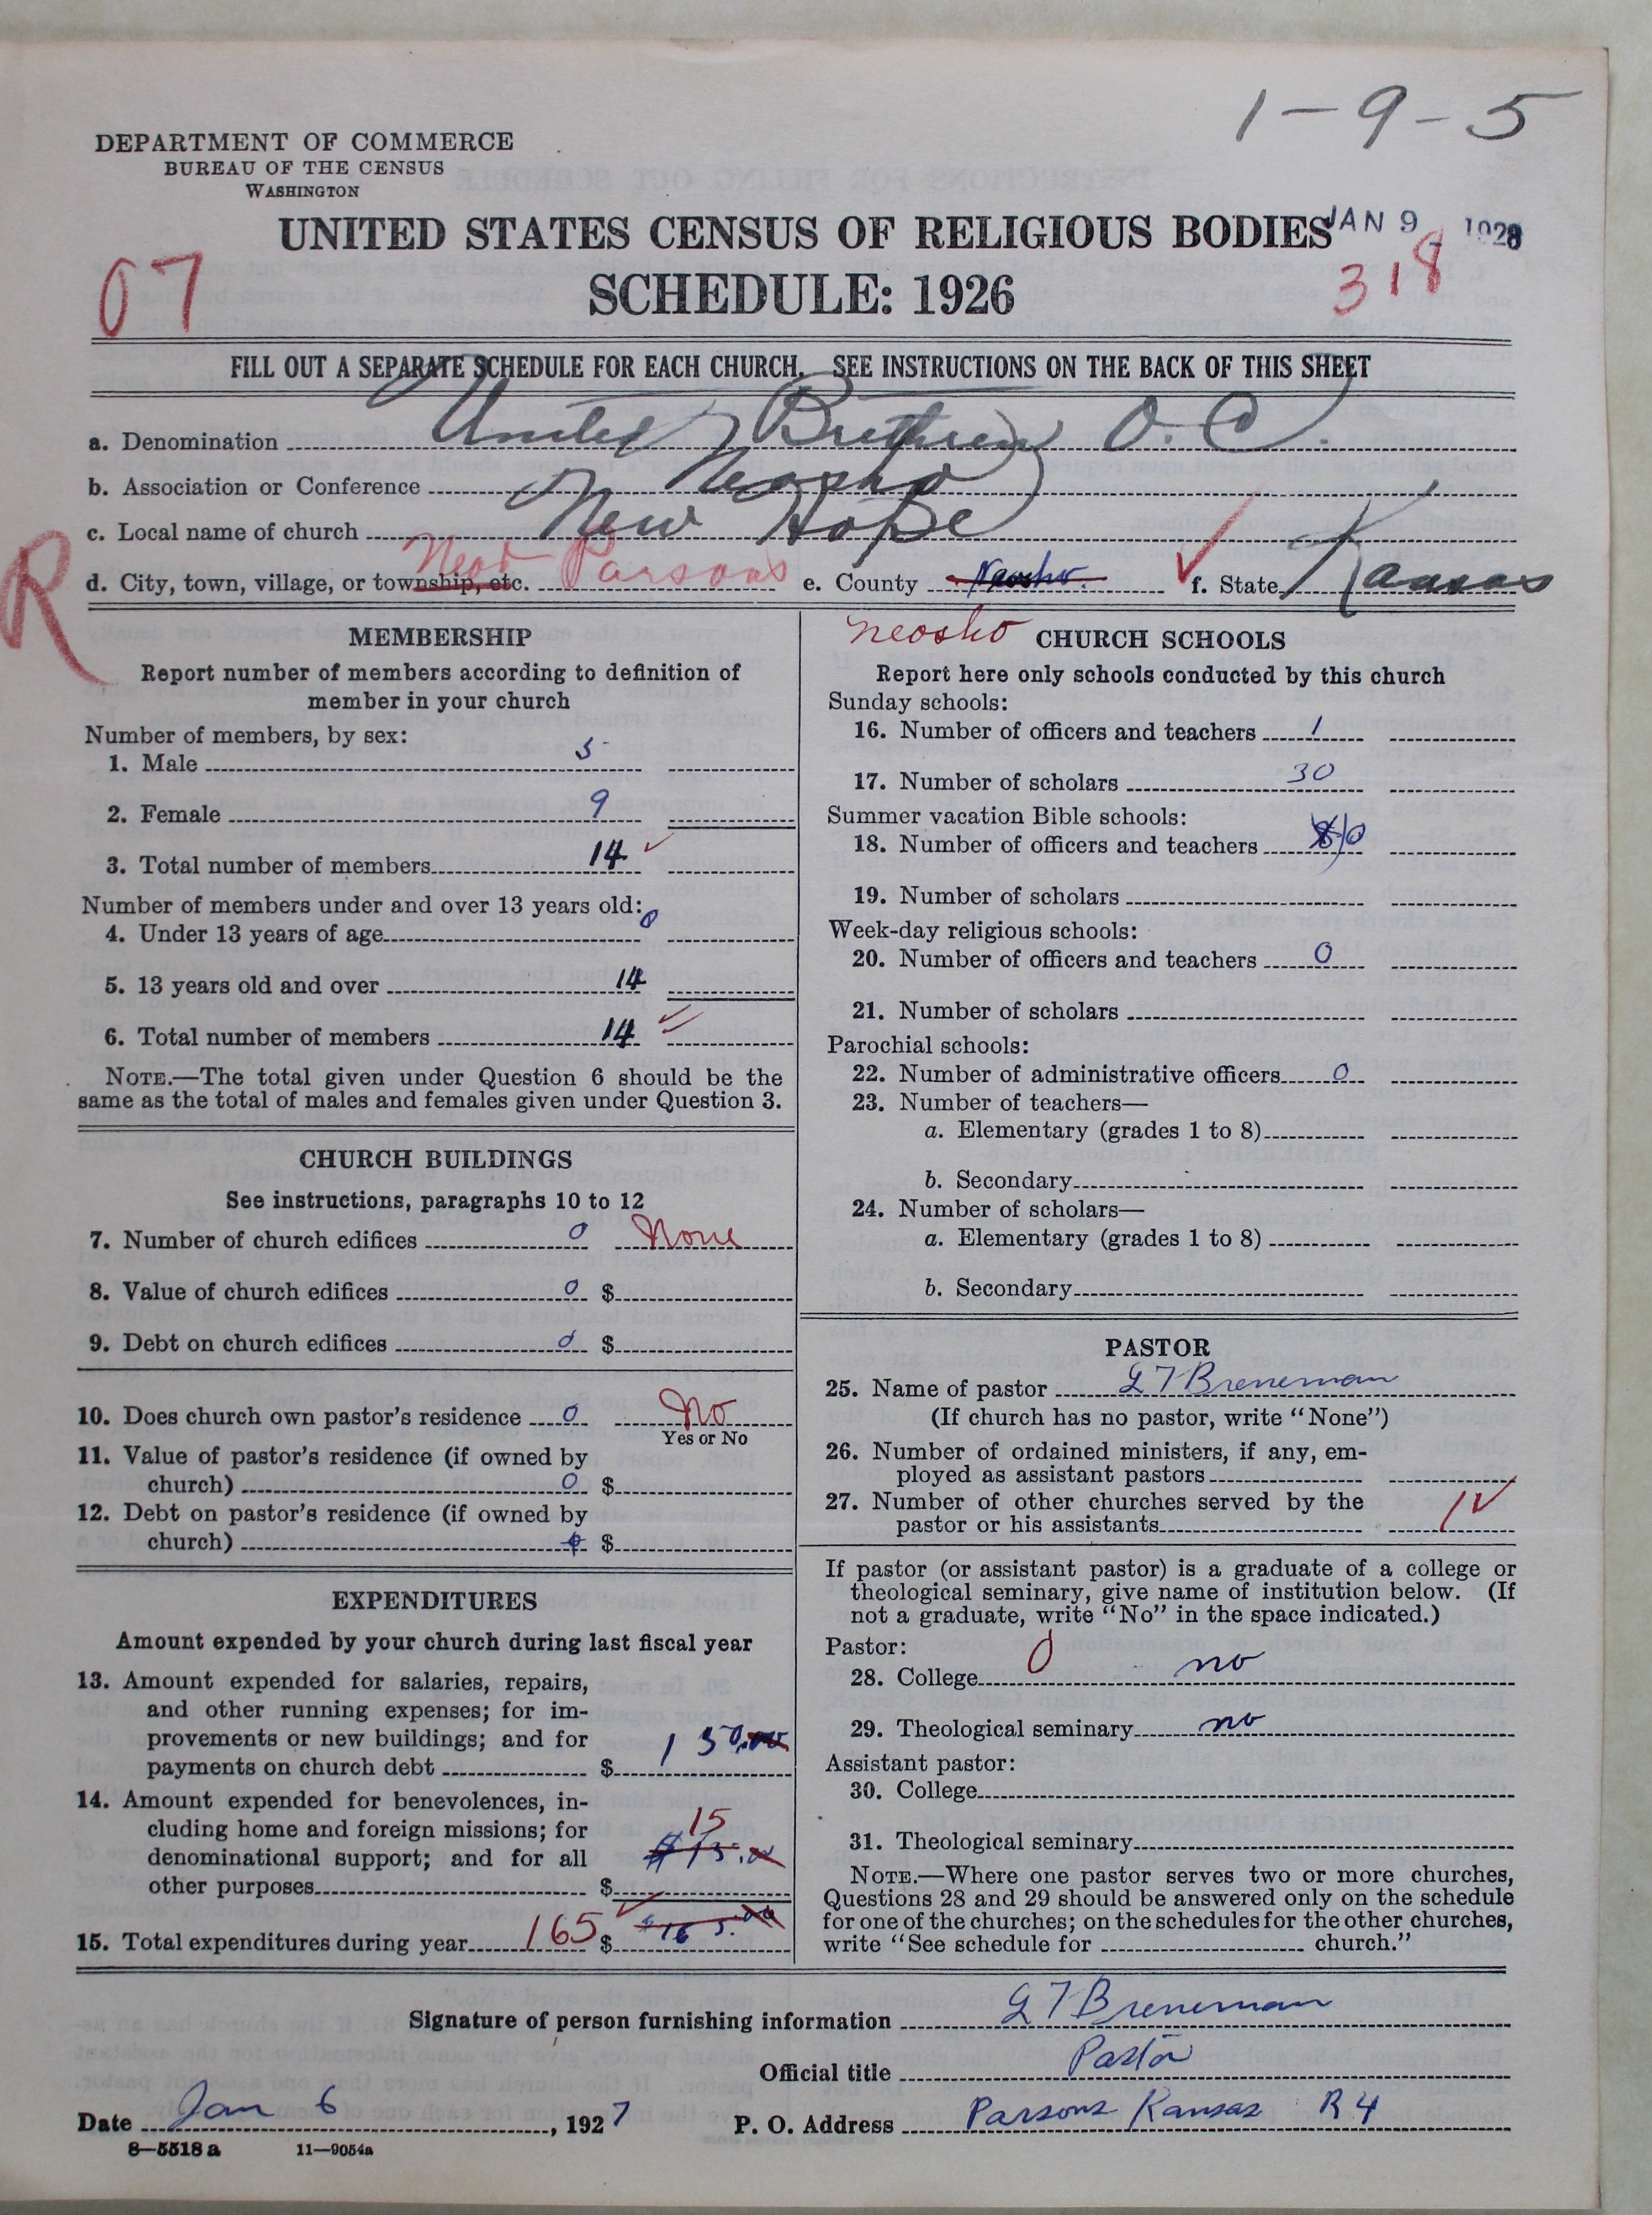 1-9-5
DEPARTMENT OF COMMERCE
BUREAU OF THE CENSUS
WASHINGTON
UNITED STATES CENSUS OF RELIGIOUS BODIES
JAN 9 1928
07
SCHEDULE: 1926
318
FILL OUT A SEPARATE SCHEDULE FOR EACH CHURCH. SEE INSTRUCTIONS ON THE BACK OF THIS SHEET
a. Denomination United Brethren O. C.
b. Association or Conference Neosho
c. Local name of church New Hope
R
d. City, town, village, or township, etc. Near Parsons e. County Neosho f. State Kansas
Neosho
MEMBERSHIP
Report number of members according to definition of
member in your church
Number of members, by sex:
1. Male 5
2. Female 9
3. Total number of members 14
Number of members under and over 13 years old:
4. Under 13 years of age 0
5. 13 years old and over 14
6. Total number of members 14
NOTE.—The total given under Question 6 should be the
same as the total of males and females given under Question 3.
CHURCH BUILDINGS
See instructions, paragraphs 10 to 12
7. Number of church edifices 0 None
8. Value of church edifices 0 $
9. Debt on church edifices 0 $
10. Does church own pastor's residence 0 No
Yes or No
11. Value of pastor's residence (if owned by
church) 0 $
12. Debt on pastor's residence (if owned by
church) 0 $
EXPENDITURES
Amount expended by your church during last fiscal year
13. Amount expended for salaries, repairs,
and other running expenses; for im-
provements or new buildings; and for
payments on church debt $ 150.00
14. Amount expended for benevolences, in-
cluding home and foreign missions; for
denominational support; and for all
other purposes $ 15 $15.00
15. Total expenditures during year 165 $ $165.00
CHURCH SCHOOLS
Report here only schools conducted by this church
Sunday schools:
16. Number of officers and teachers 1
17. Number of scholars 30
Summer vacation Bible schools:
18. Number of officers and teachers 0
19. Number of scholars
Week-day religious schools:
20. Number of officers and teachers 0
21. Number of scholars
Parochial schools:
22. Number of administrative officers 0
23. Number of teachers—
a. Elementary (grades 1 to 8)
b. Secondary
24. Number of scholars—
a. Elementary (grades 1 to 8)
b. Secondary
PASTOR
25. Name of pastor G T Breneman
(If church has no pastor, write "None")
26. Number of ordained ministers, if any, em-
ployed as assistant pastors
27. Number of other churches served by the
pastor or his assistants 1
If pastor (or assistant pastor) is a graduate of a college or
theological seminary, give name of institution below. (If
not a graduate, write "No" in the space indicated.)
Pastor: 0
28. College no
29. Theological seminary no
Assistant pastor:
30. College
31. Theological seminary
NOTE.—Where one pastor serves two or more churches,
Questions 28 and 29 should be answered only on the schedule
for one of the churches; on the schedules for the other churches,
write "See schedule for church."
Signature of person furnishing information G T Breneman
Official title Pastor
Date Jan 6, 1927 P. O. Address Parsons Kansas R 4
8—5518 a 11—9054a